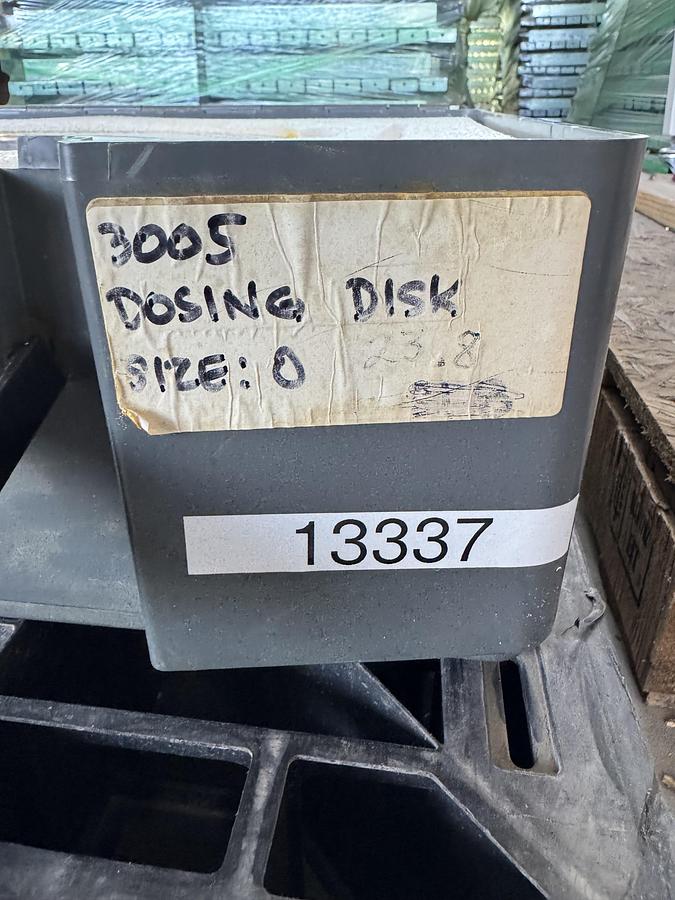 3005
DOSING DISK
SIZE: 0 23.8
13337